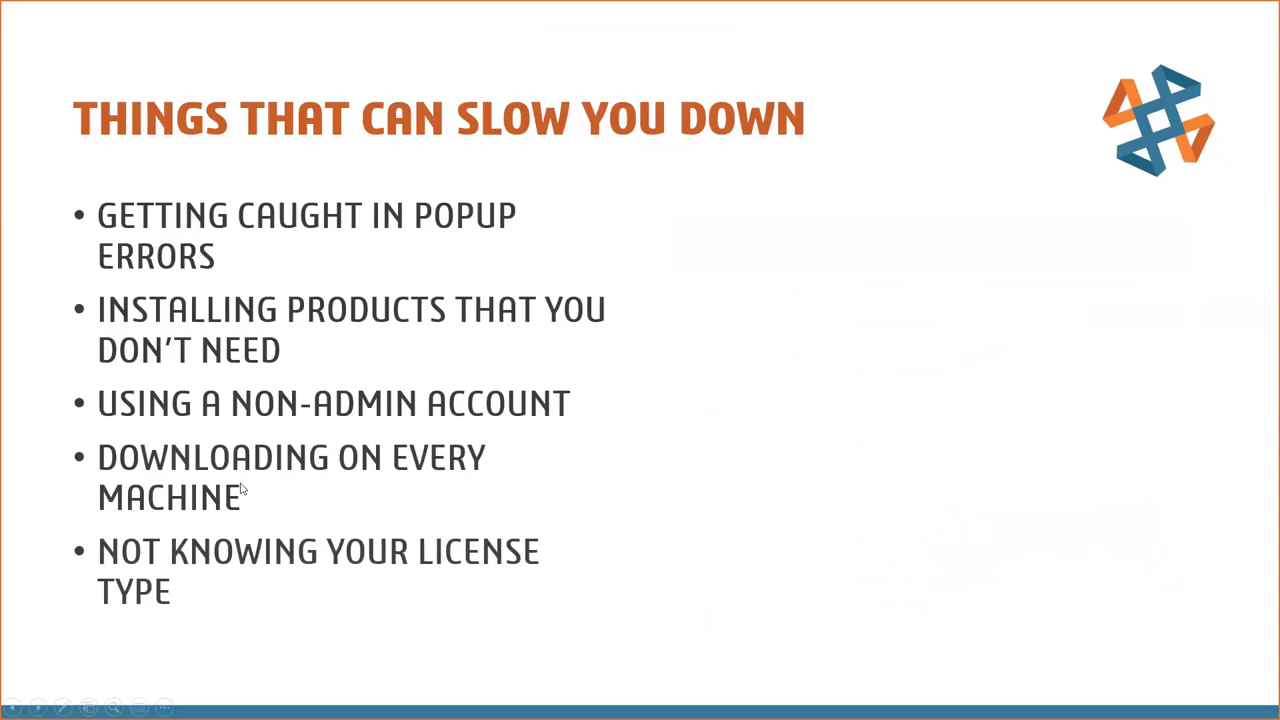 THINGS THAT CAN SLOW YOU DOWN
• GETTING CAUGHT IN POPUP
ERRORS
• INSTALLING PRODUCTS THAT YOU
DON'T NEED
• USING A NON-ADMIN ACCOUNT
• DOWNLOADING ON EVERY
MACHINE
• NOT KNOWING YOUR LICENSE
TYPE